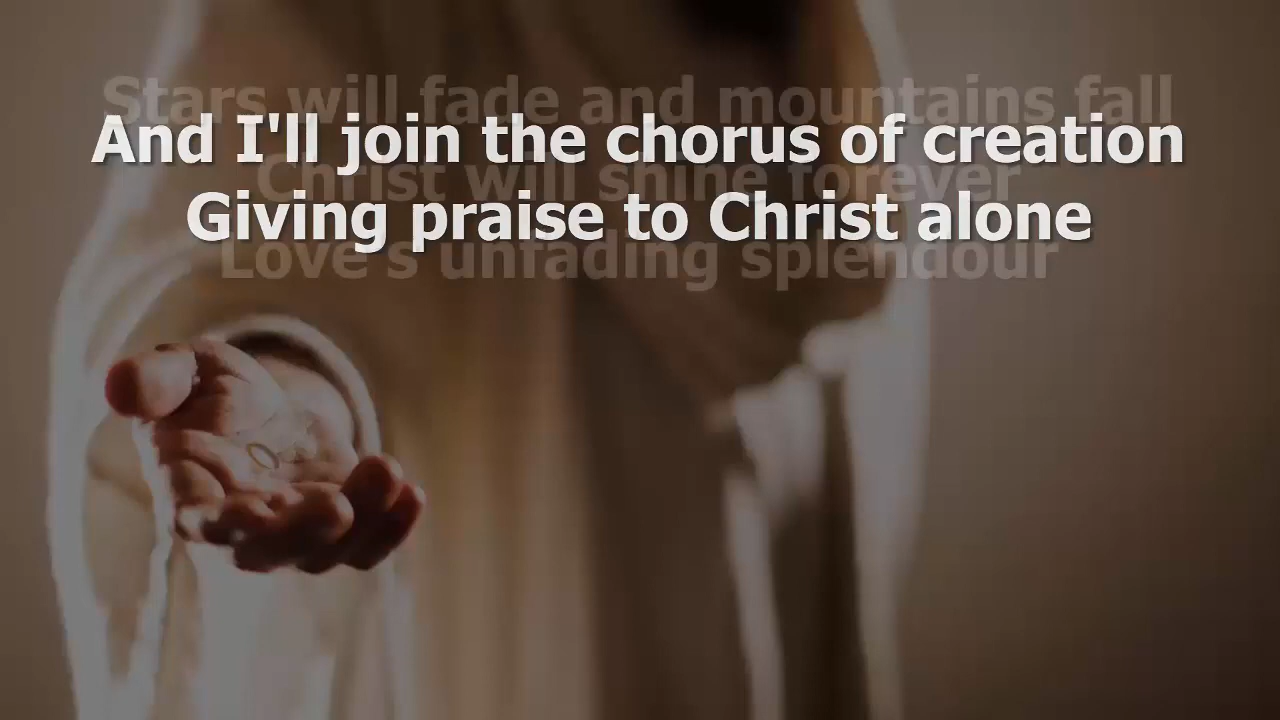 Stars will fade and mountains fall
And I'll join the chorus of creation
Christ will shine forever
Giving praise to Christ alone
Love's unfading splendour